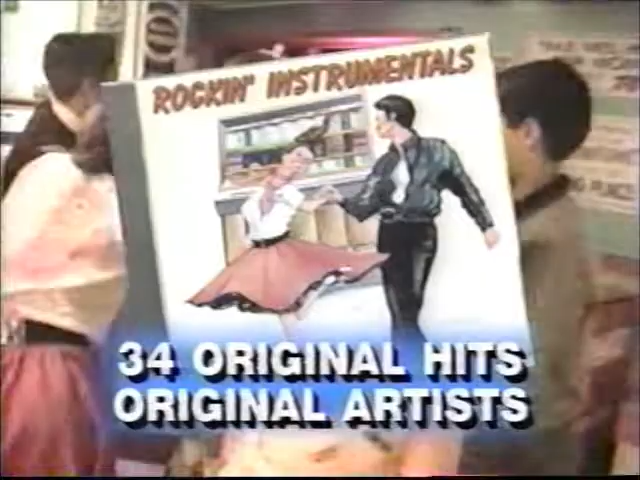 ROCKIN' INSTRUMENTALS
34 ORIGINAL HITS
ORIGINAL ARTISTS